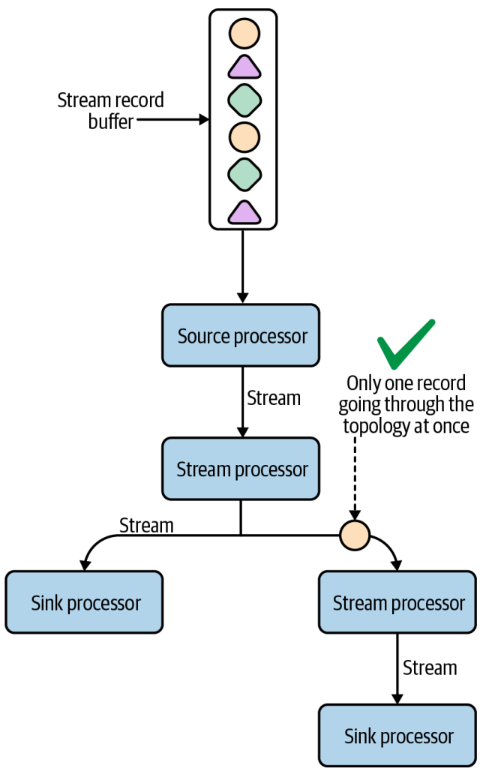 Stream record
buffer
Source processor
Only one record
going through the
topology at once
Stream
Stream processor
Stream
Sink processor
Stream processor
Stream
Sink processor